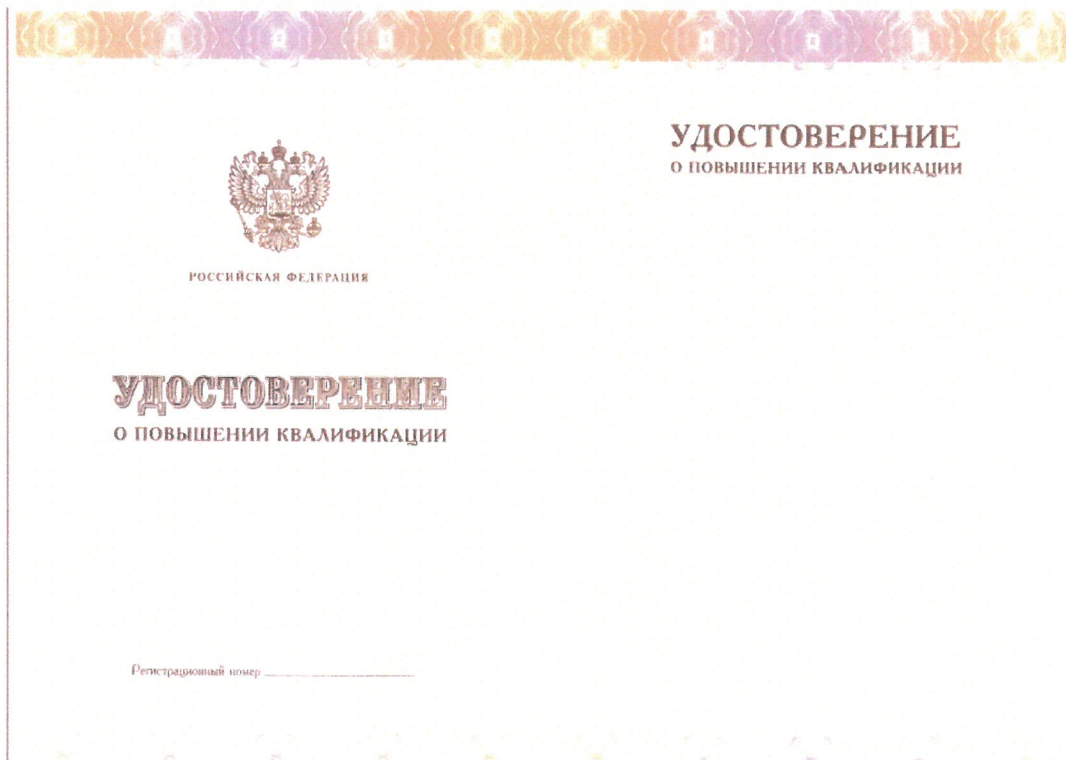 РОССИЙСКАЯ ФЕДЕРАЦИЯ
УДОСТОВЕРЕНИЕ
О ПОВЫШЕНИИ КВАЛИФИКАЦИИ
Регистрационный номер
УДОСТОВЕРЕНИЕ
О ПОВЫШЕНИИ КВАЛИФИКАЦИИ